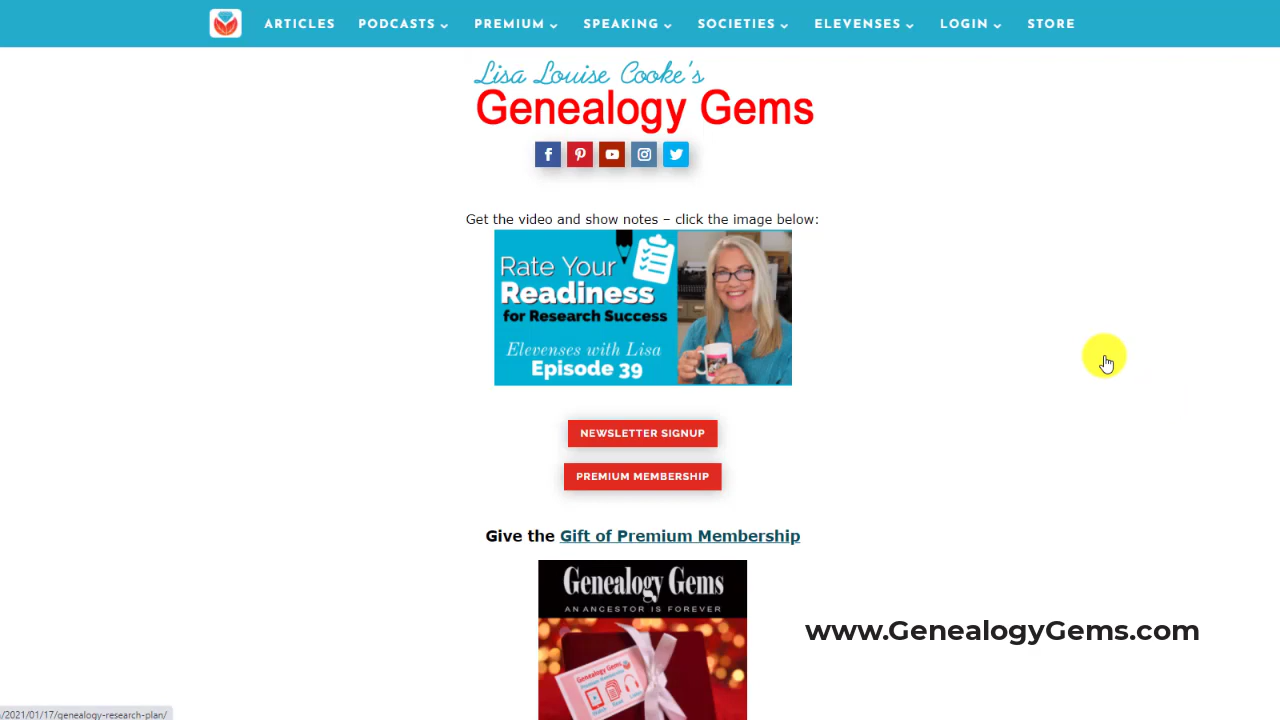 ARTICLES PODCASTS PREMIUM SPEAKING SOCIETIES ELEVENSES LOGIN STORE
Lisa Louise Cooke's
Genealogy Gems
Get the video and show notes – click the image below:
Rate Your
Readiness
for Research Success
Elevenses with Lisa
Episode 39
NEWSLETTER SIGNUP
PREMIUM MEMBERSHIP
Give the Gift of Premium Membership
Genealogy Gems
AN ANCESTOR IS FOREVER
Genealogy Gems
www.GenealogyGems.com
/2021/01/17/genealogy-research-plan/